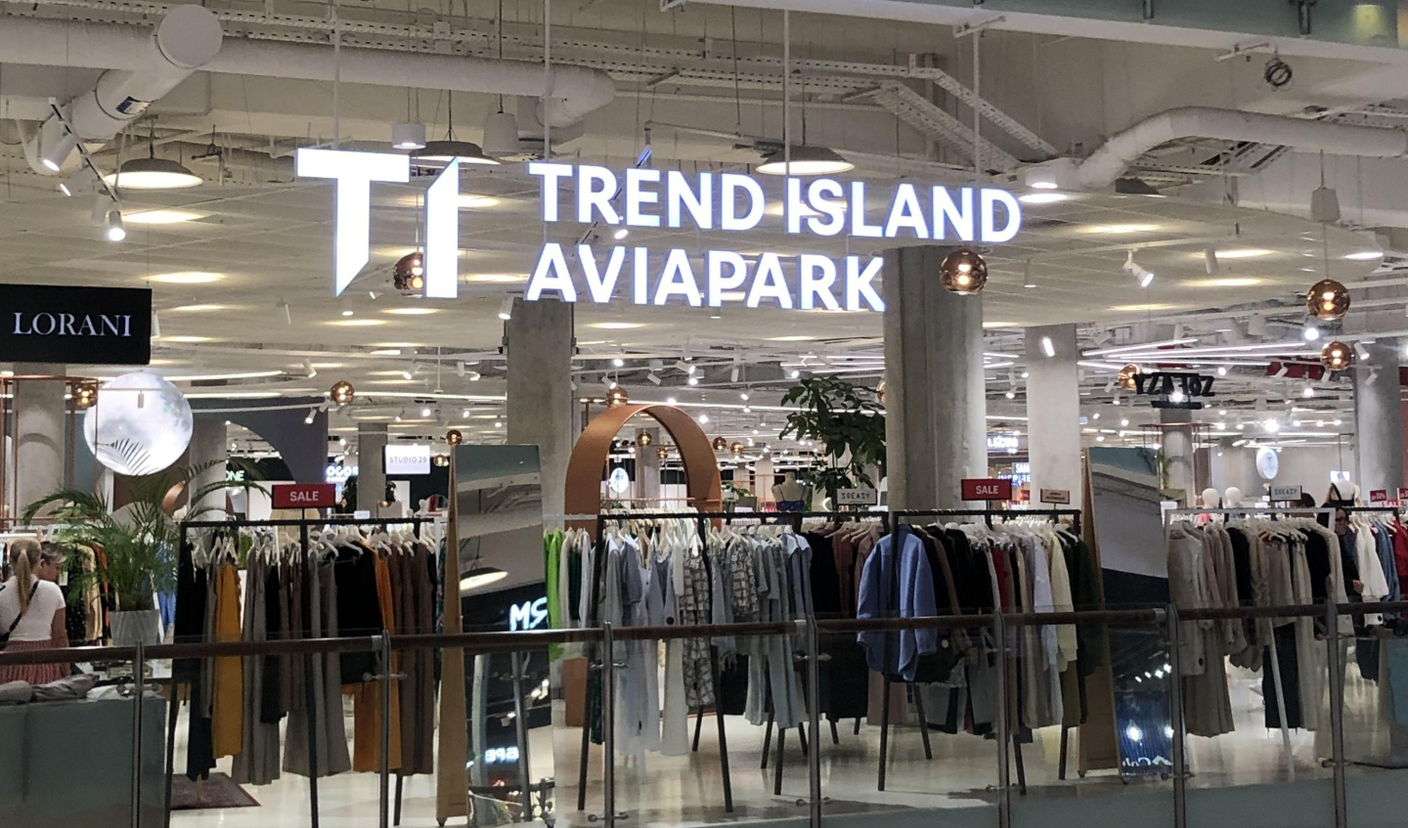 TI TREND ISLAND
AVIAPARK
LORANI
STUDIO 29
SALE
SALE